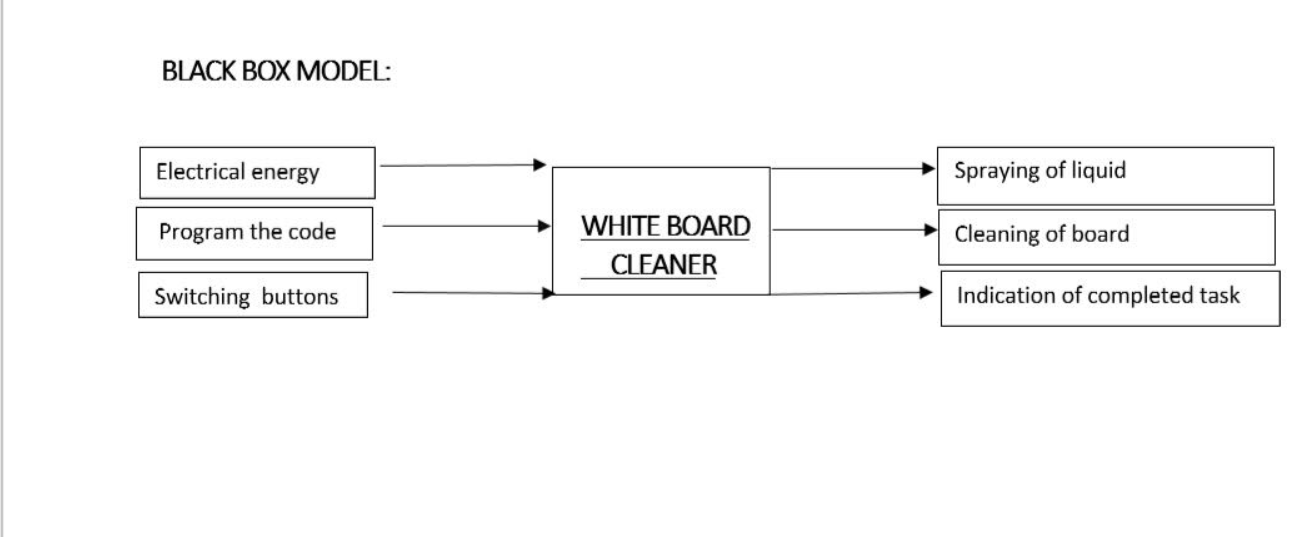 BLACK BOX MODEL:
Electrical energy
Program the code
Switching buttons
WHITE BOARD
CLEANER
Spraying of liquid
Cleaning of board
Indication of completed task